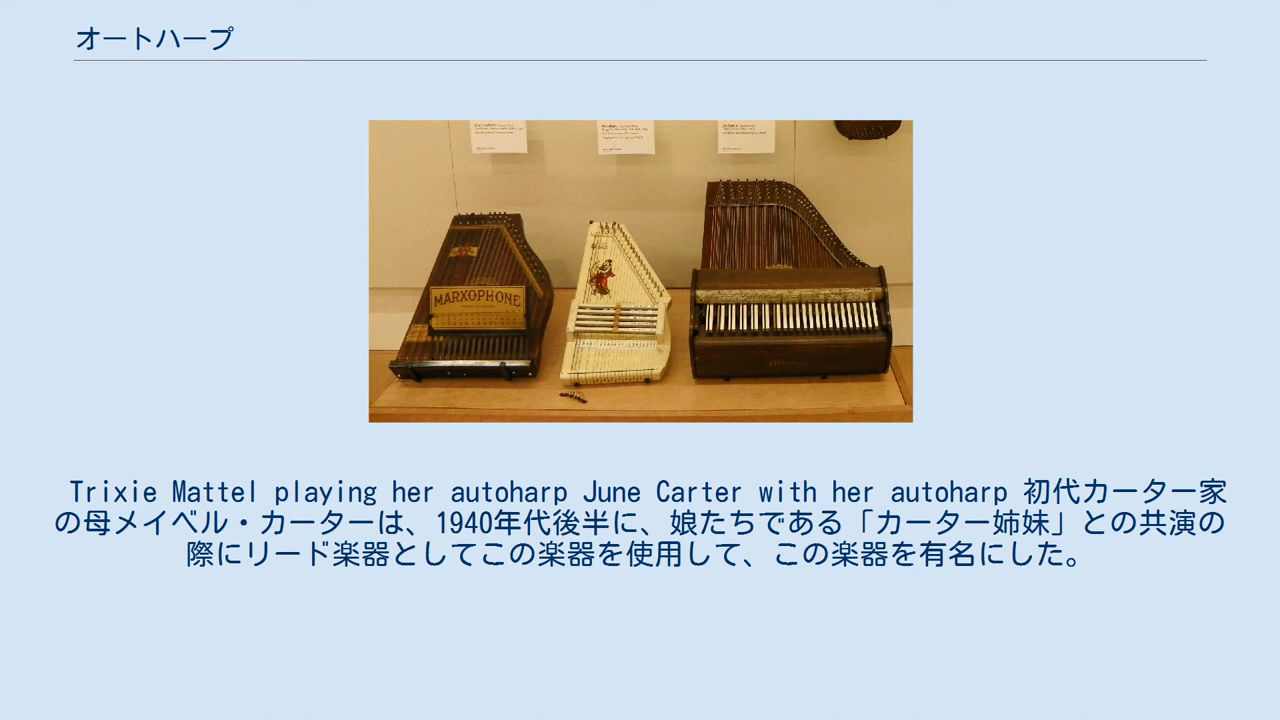 オートハープ
MARXOPHONE
Trixie Mattel playing her autoharp June Carter with her autoharp 初代カーター家
の母メイベル・カーターは、1940年代後半に、娘たちである「カーター姉妹」との共演の
際にリード楽器としてこの楽器を使用して、この楽器を有名にした。